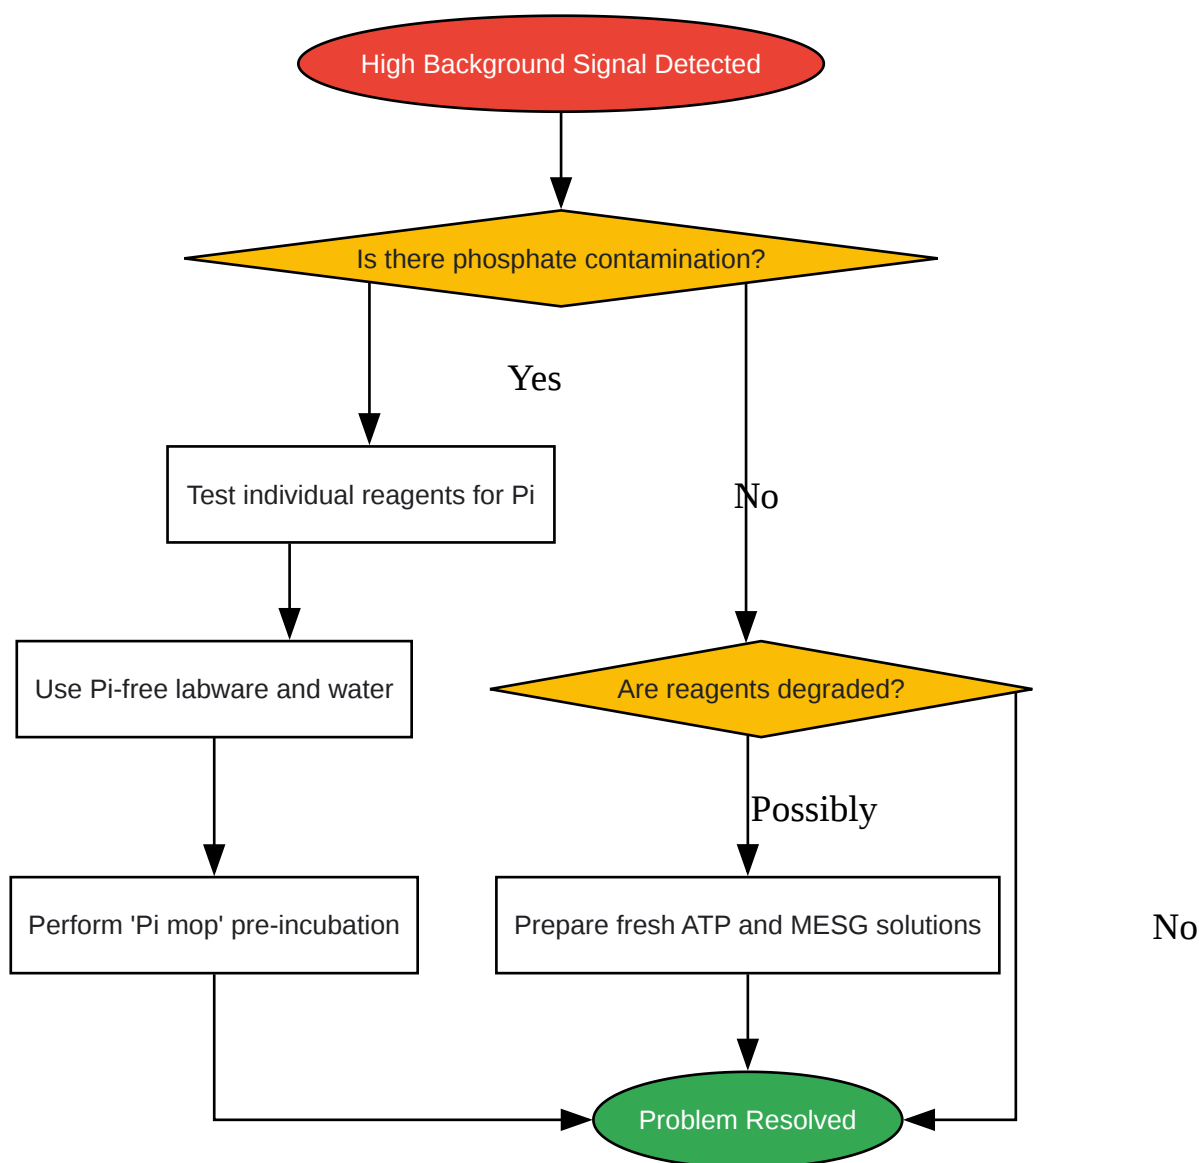 High Background Signal Detected
Is there phosphate contamination?
Yes
Test individual reagents for Pi
No
Use Pi-free labware and water
Are reagents degraded?
Possibly
Perform 'Pi mop' pre-incubation
Prepare fresh ATP and MESG solutions
No
Problem Resolved